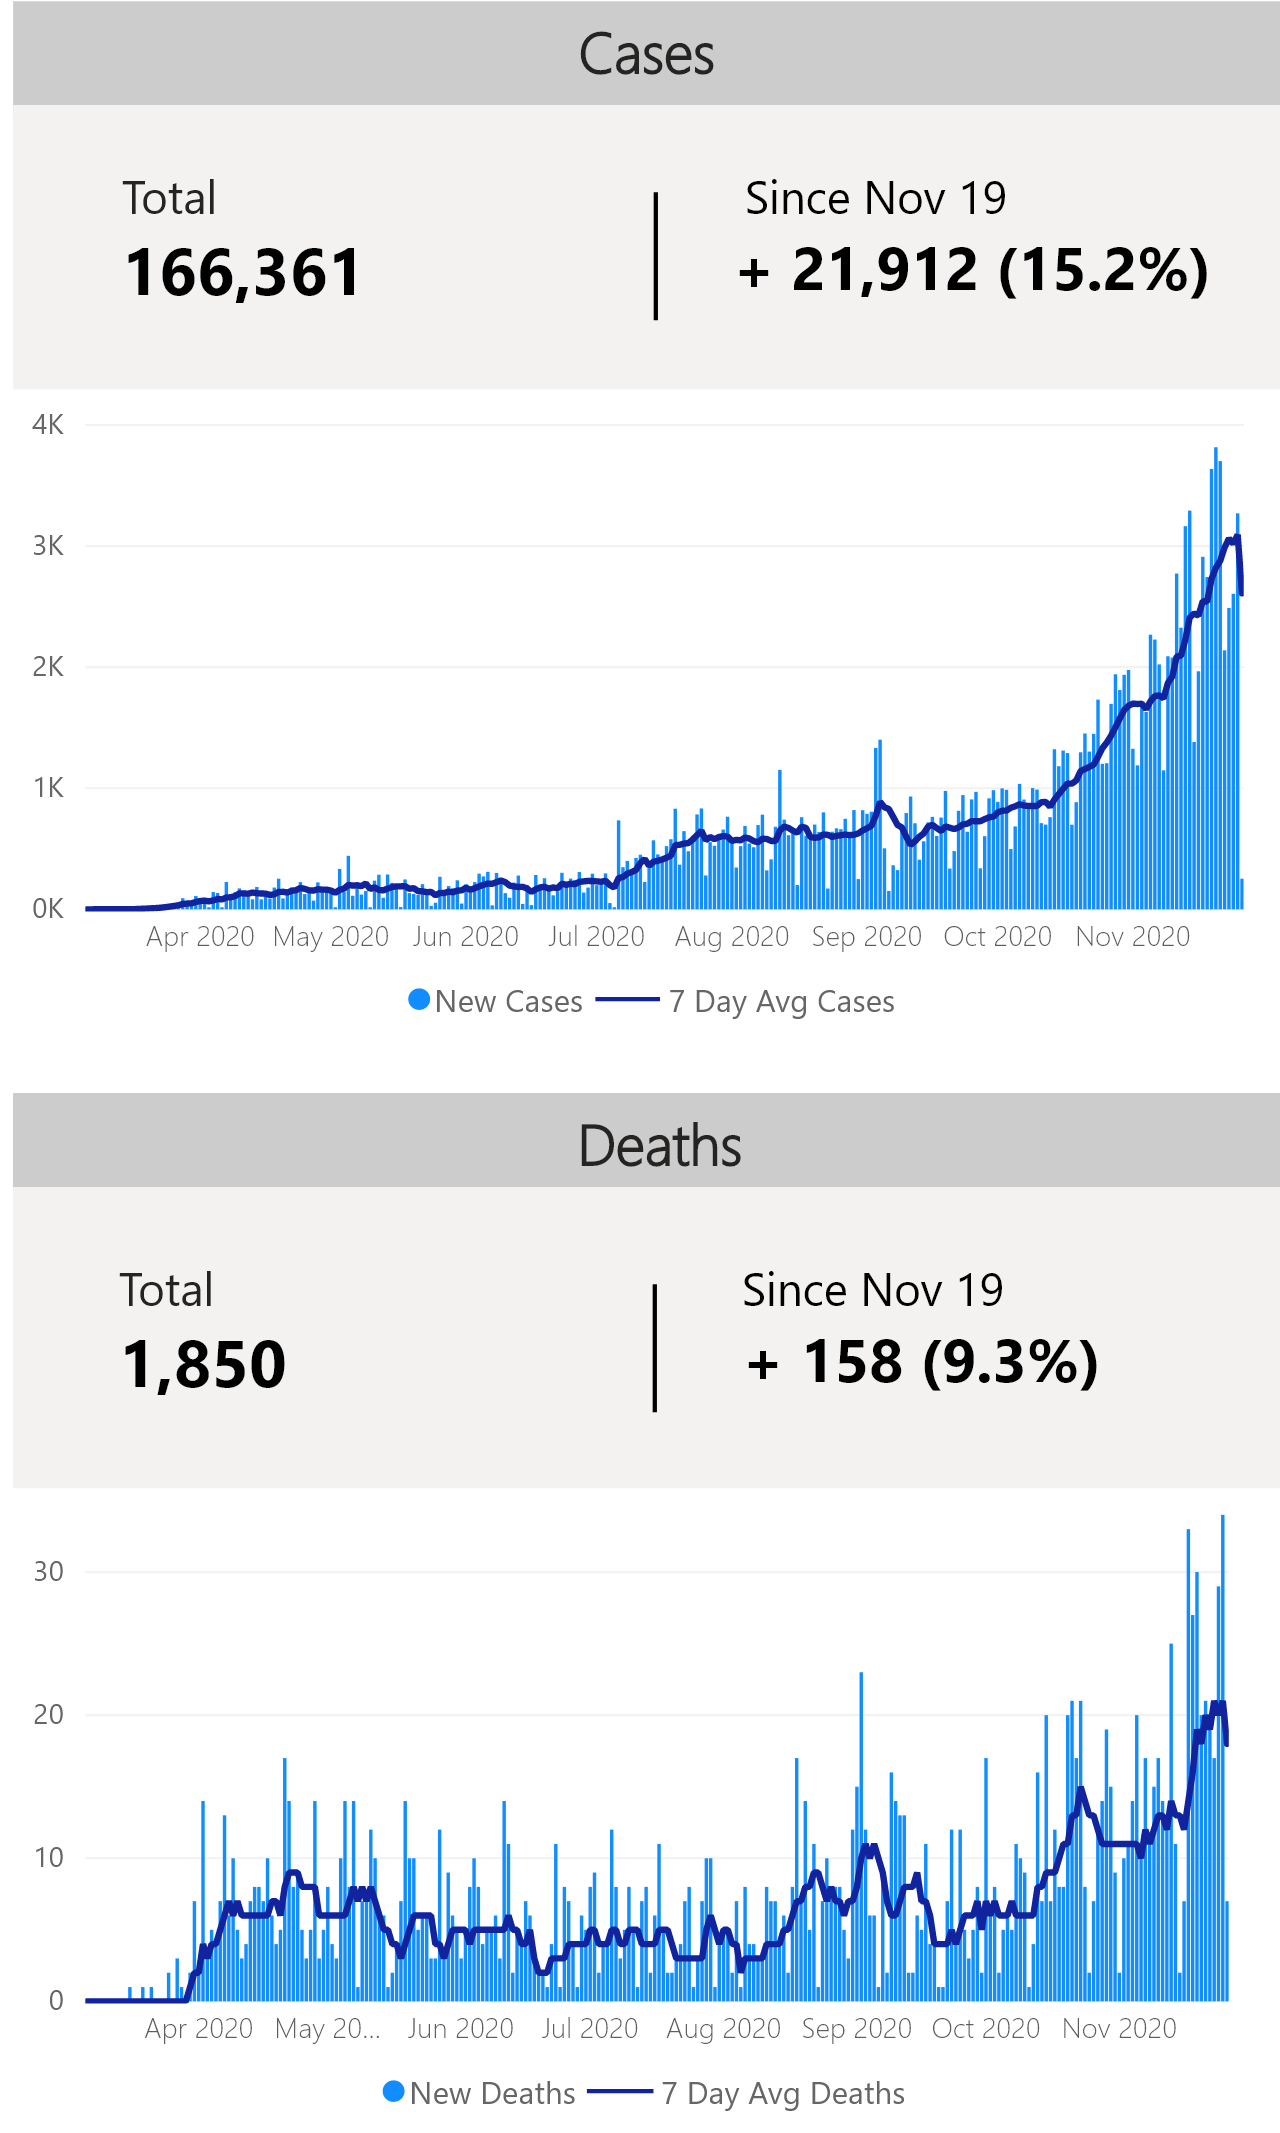 Cases
Total
Since Nov 19
166,361
+ 21,912 (15.2%)
4K
3K
2K
1K
0K
Apr 2020 May 2020 Jun 2020 Jul 2020 Aug 2020 Sep 2020 Oct 2020 Nov 2020
New Cases 7 Day Avg Cases
Deaths
Total
Since Nov 19
1,850
+ 158 (9.3%)
30
20
10
0
Apr 2020 May 20... Jun 2020 Jul 2020 Aug 2020 Sep 2020 Oct 2020 Nov 2020
New Deaths 7 Day Avg Deaths